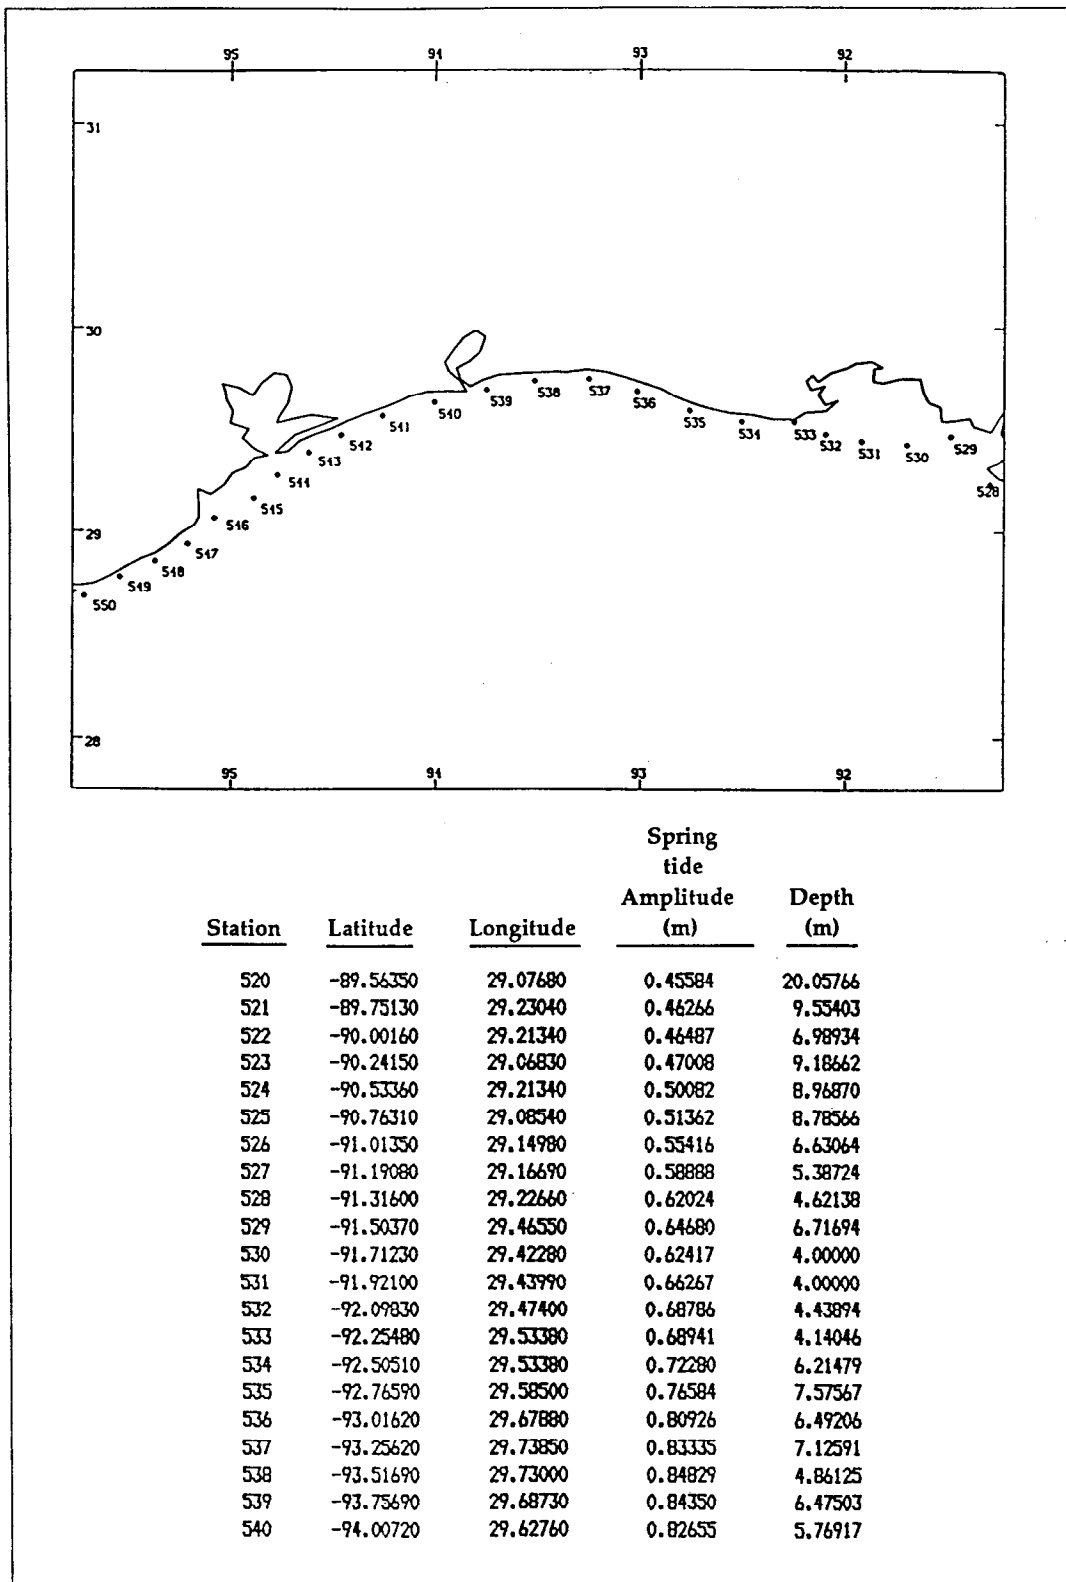 95 94 93 92
31
30
29
28
538 537
539 536
540 535
541 534 533
542 532
543 531 530 529
544
545 528
546
547
548
549
550
95 94 93 92
Spring
tide
Amplitude Depth
Station Latitude Longitude (m) (m)
520 -89.56350 29.07680 0.45584 20.05766
521 -89.75130 29.23040 0.46266 9.55403
522 -90.00160 29.21340 0.46487 6.98934
523 -90.24150 29.06830 0.47008 9.18662
524 -90.53360 29.21340 0.50082 8.96870
525 -90.76310 29.08540 0.51362 8.78566
526 -91.01350 29.14980 0.55416 6.63064
527 -91.19080 29.16690 0.58888 5.38724
528 -91.31600 29.22660 0.62024 4.62138
529 -91.50370 29.46550 0.64680 6.71694
530 -91.71230 29.42280 0.62417 4.00000
531 -91.92100 29.43990 0.66267 4.00000
532 -92.09830 29.47400 0.68786 4.43894
533 -92.25480 29.53380 0.68941 4.14046
534 -92.50510 29.53380 0.72280 6.21479
535 -92.76590 29.58500 0.76584 7.57567
536 -93.01620 29.67880 0.80926 6.49206
537 -93.25620 29.73850 0.83335 7.12591
538 -93.51690 29.73000 0.84829 4.86125
539 -93.75690 29.68730 0.84350 6.47503
540 -94.00720 29.62760 0.82655 5.76917